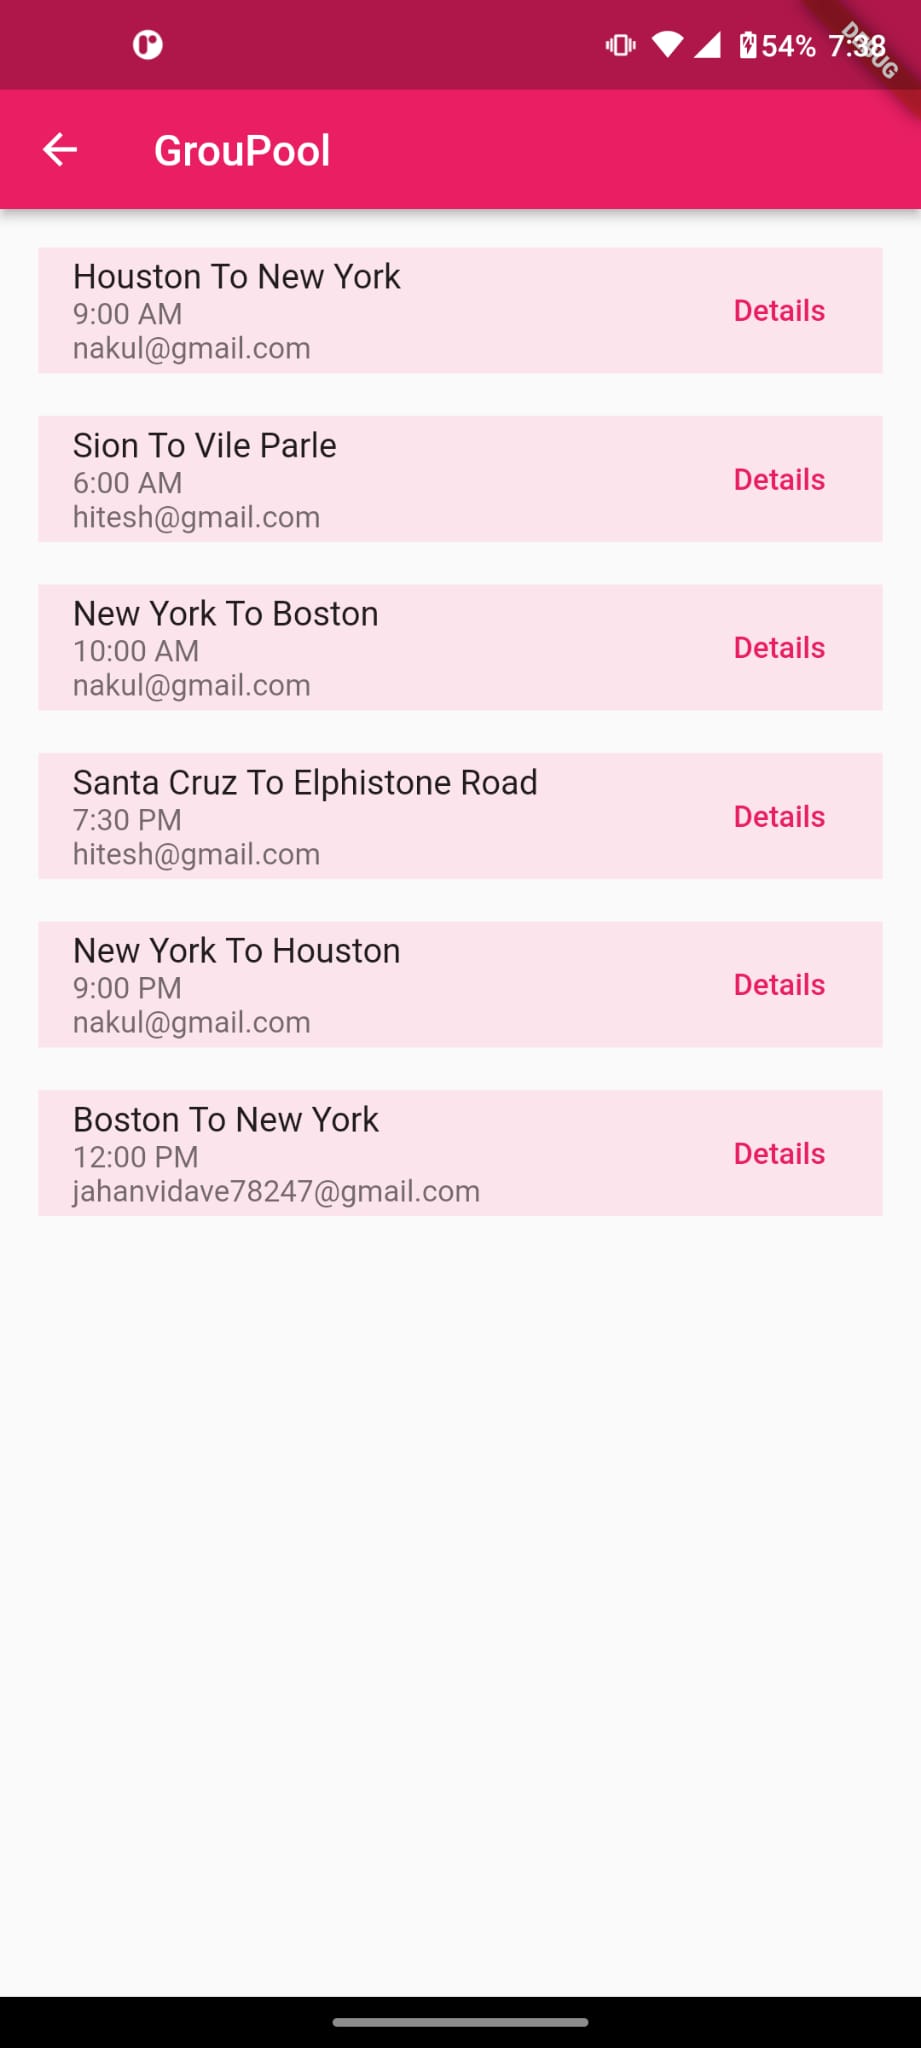 54% 7:38
DEBUG
GrouPool
Houston To New York
9:00 AM
nakul@gmail.com
Details
Sion To Vile Parle
6:00 AM
hitesh@gmail.com
Details
New York To Boston
10:00 AM
nakul@gmail.com
Details
Santa Cruz To Elphistone Road
7:30 PM
hitesh@gmail.com
Details
New York To Houston
9:00 PM
nakul@gmail.com
Details
Boston To New York
12:00 PM
jahanvidave78247@gmail.com
Details